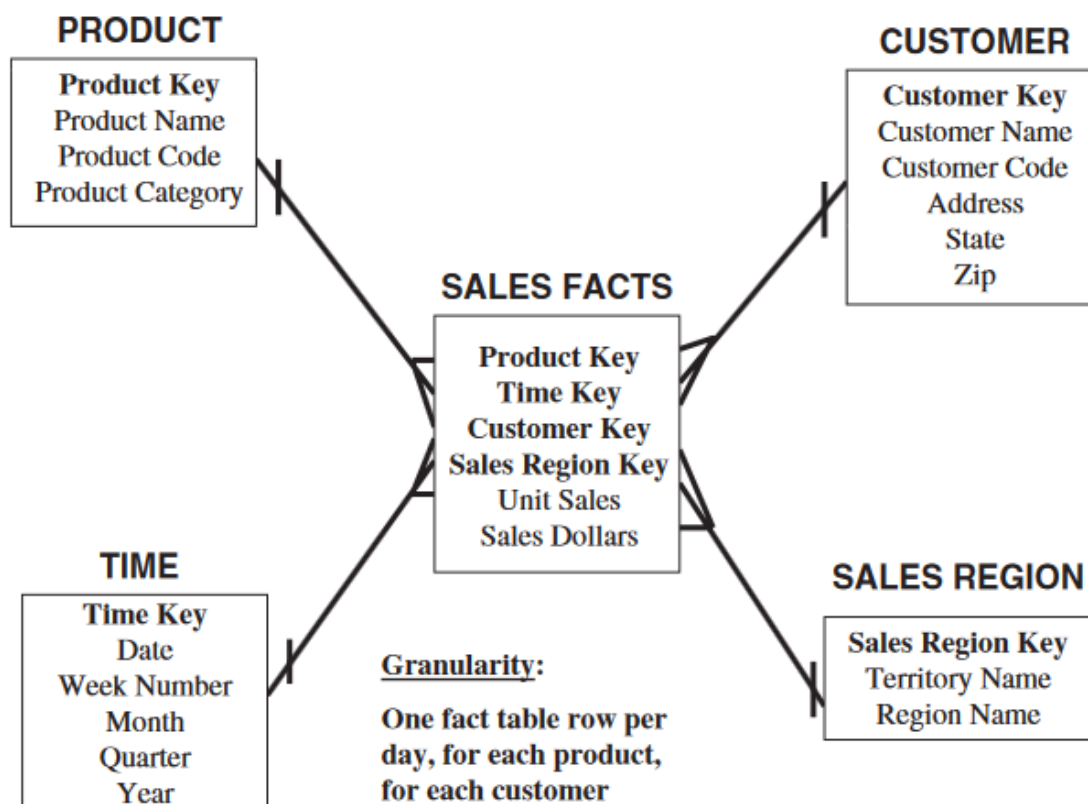 PRODUCT
Product Key
Product Name
Product Code
Product Category
CUSTOMER
Customer Key
Customer Name
Customer Code
Address
State
Zip
SALES FACTS
Product Key
Time Key
Customer Key
Sales Region Key
Unit Sales
Sales Dollars
TIME
Time Key
Date
Week Number
Month
Quarter
Year
Granularity:
One fact table row per
day, for each product,
for each customer
SALES REGION
Sales Region Key
Territory Name
Region Name